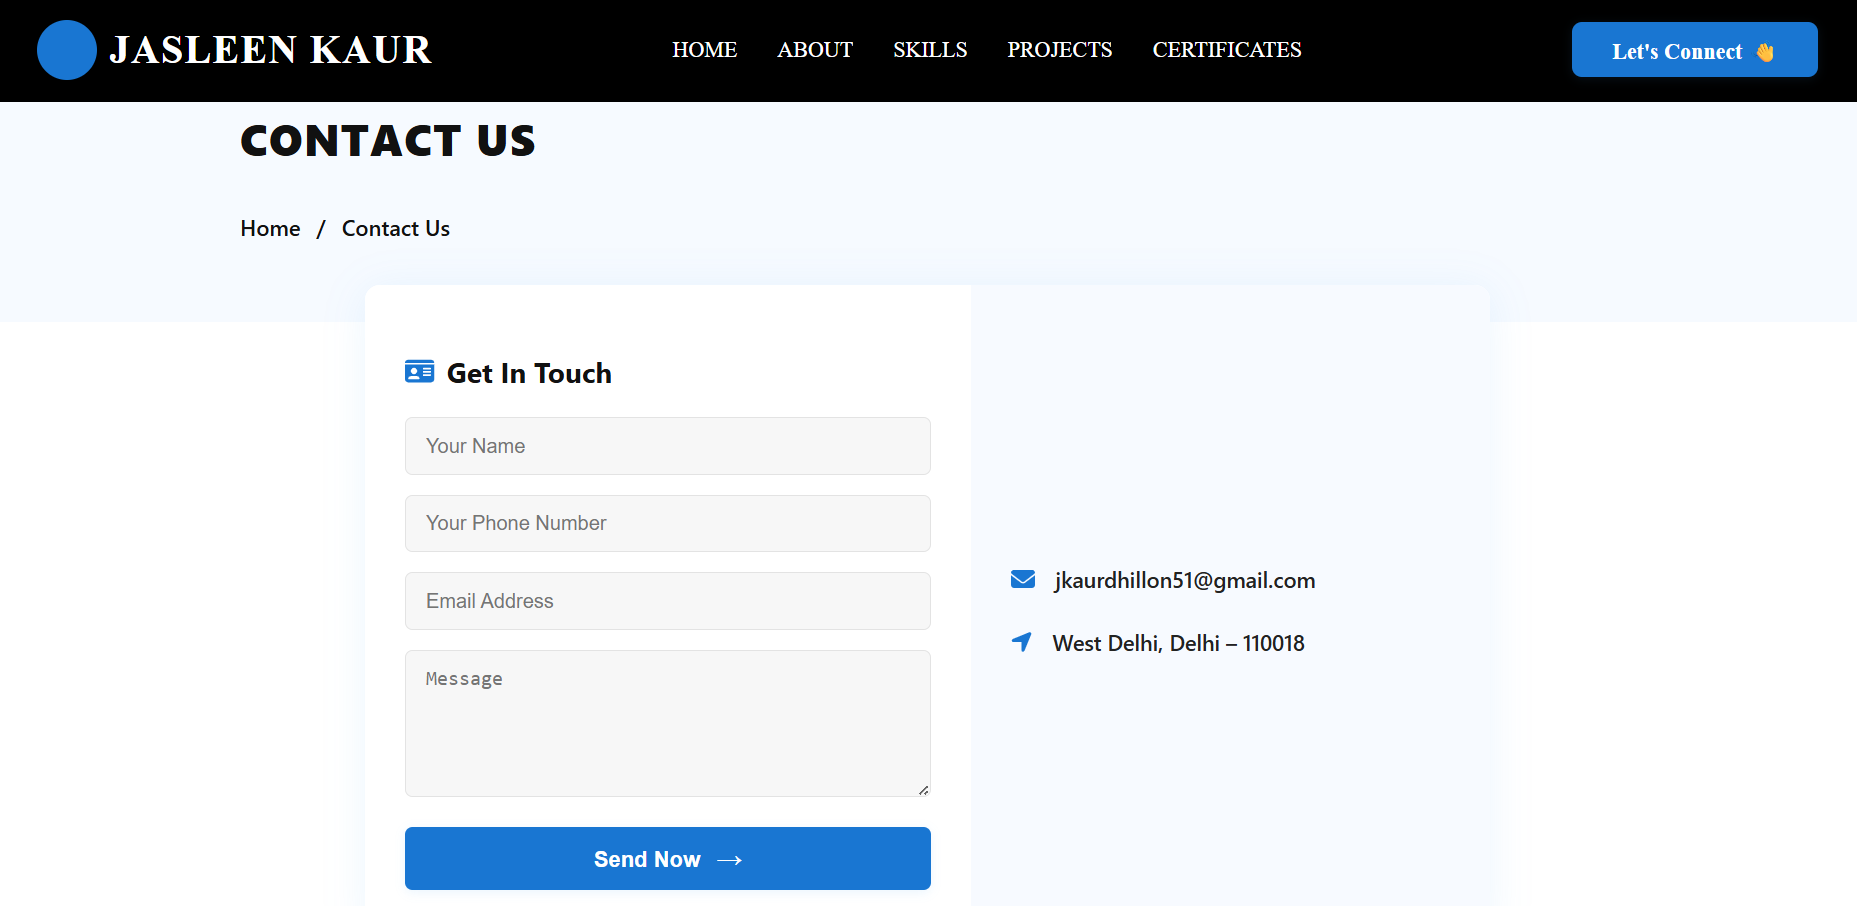 JASLEEN KAUR
HOME ABOUT SKILLS PROJECTS CERTIFICATES
Let's Connect 👋
CONTACT US
Home / Contact Us
Get In Touch
Your Name
Your Phone Number
Email Address
Message
Send Now →
jkaurdhillon51@gmail.com
West Delhi, Delhi – 110018